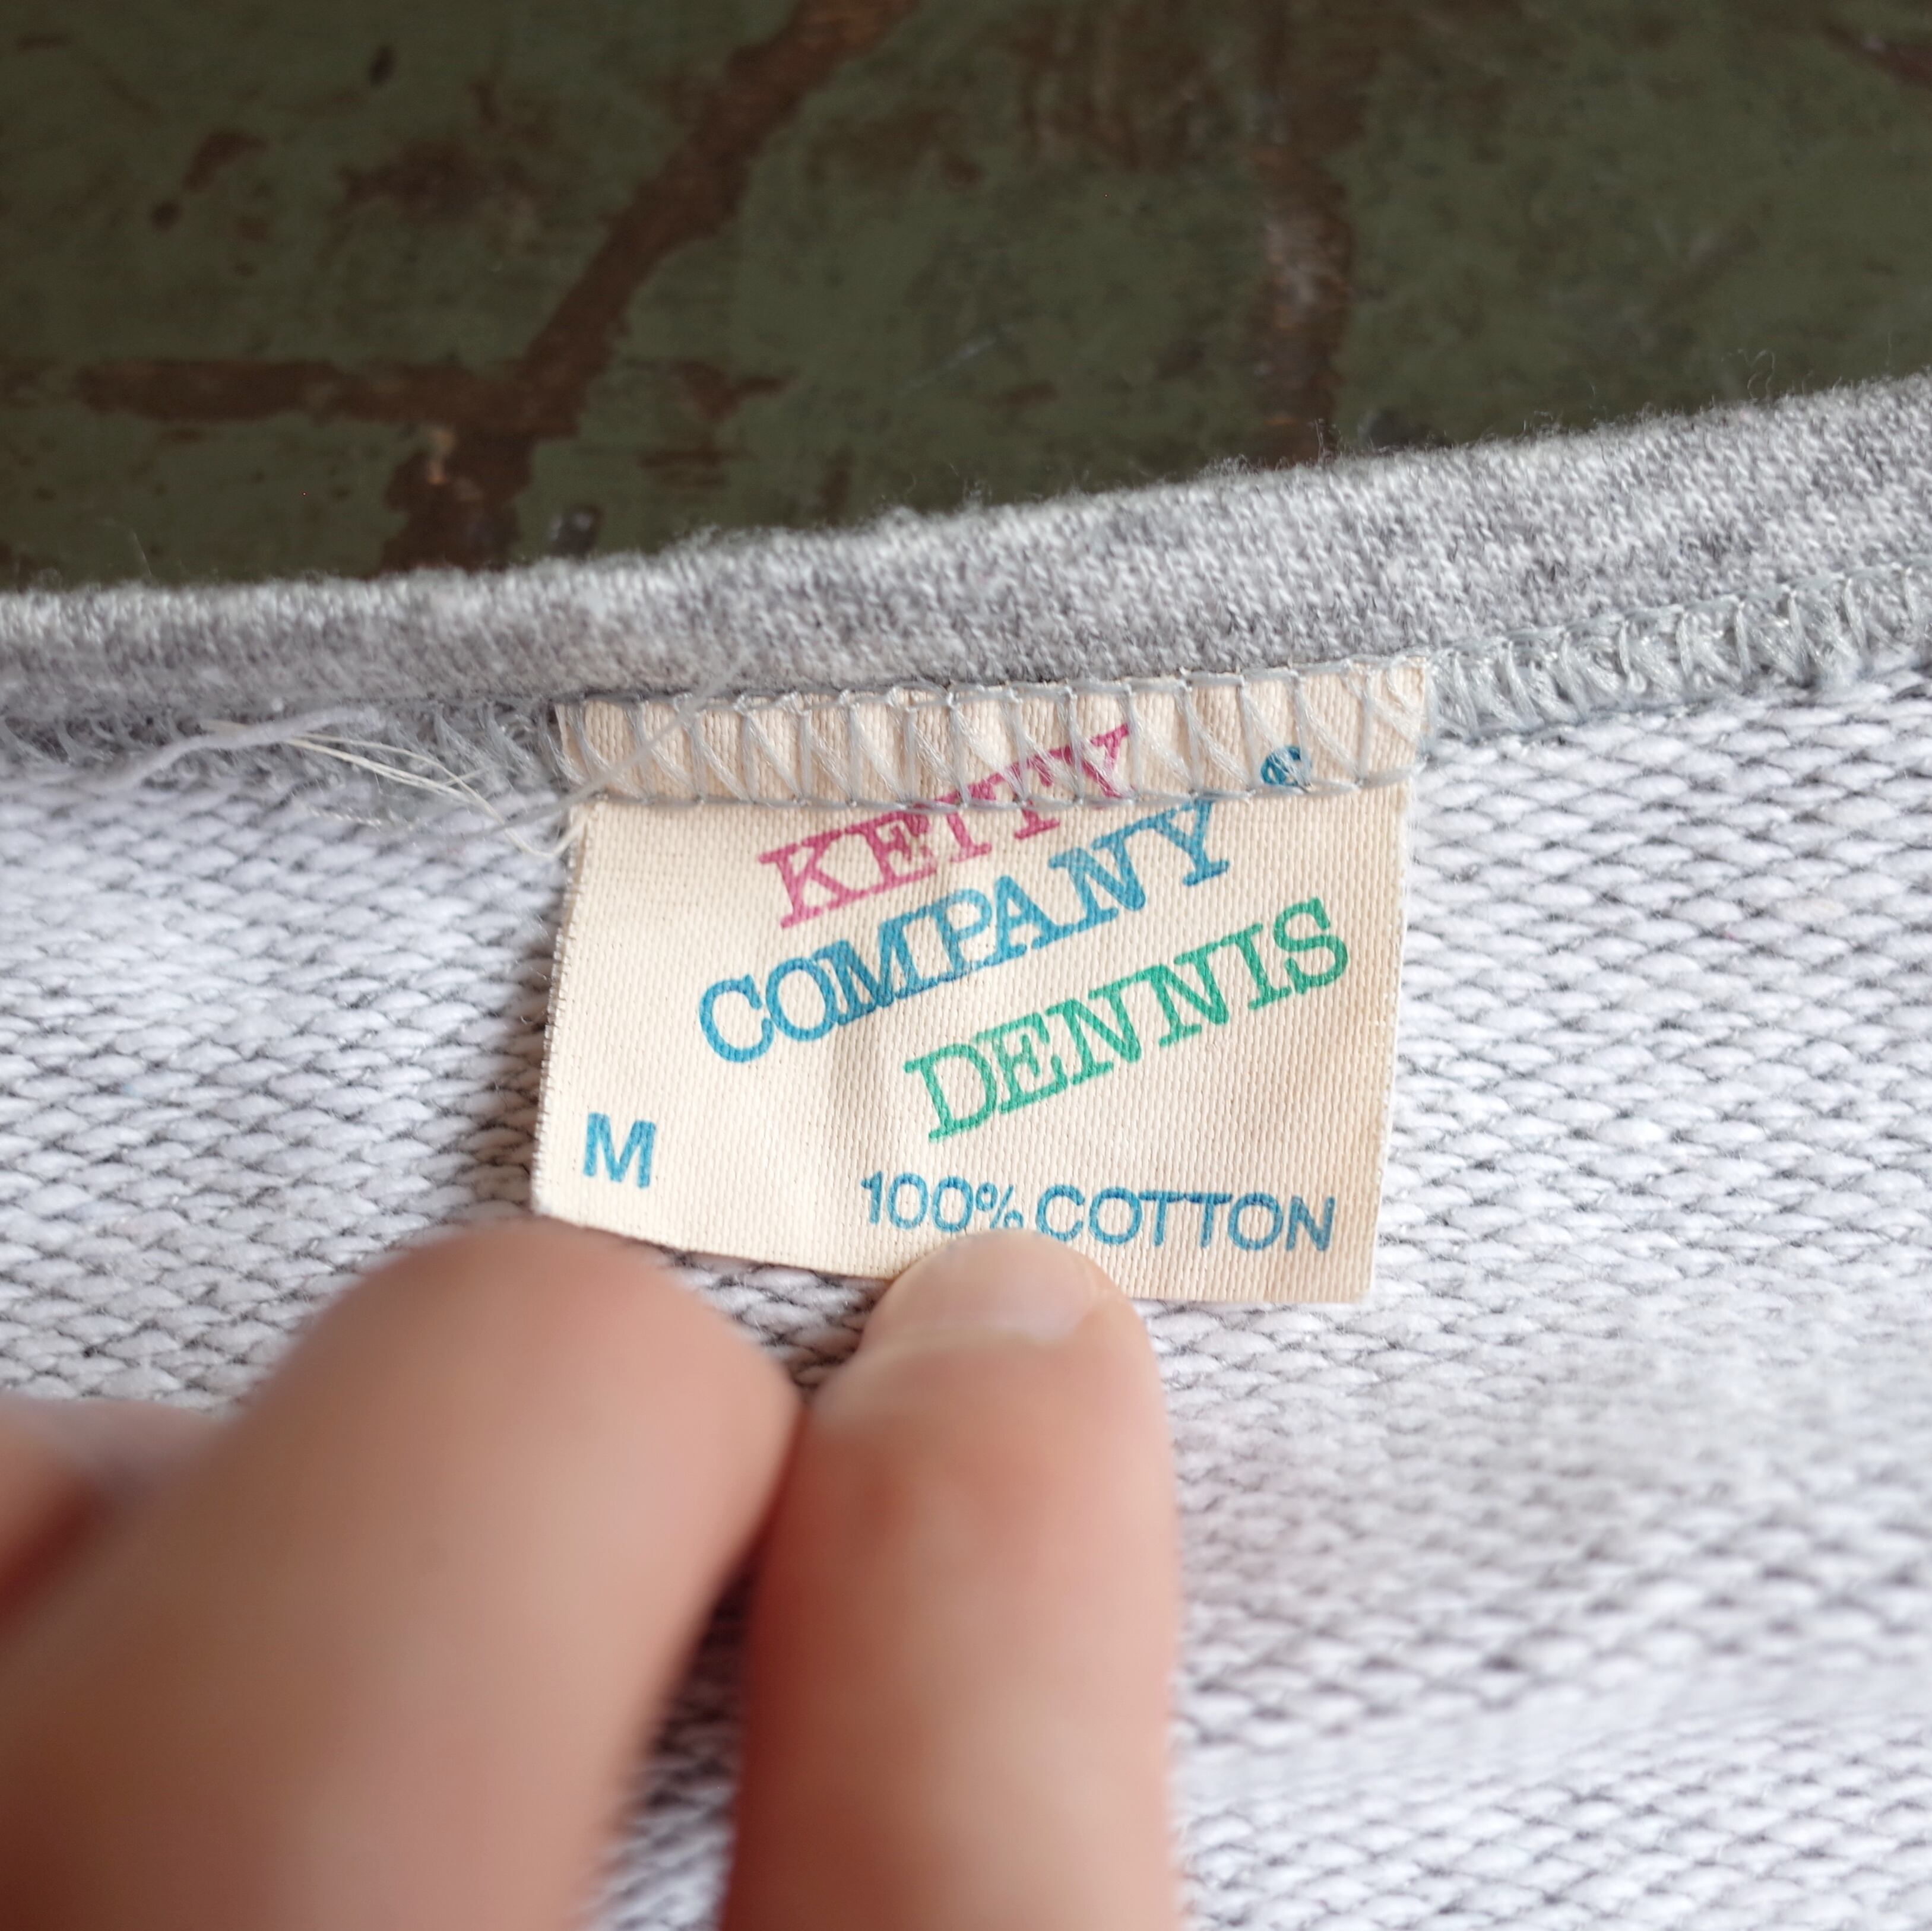 KETTY
COMPANY ®
DENNIS
M
100% COTTON